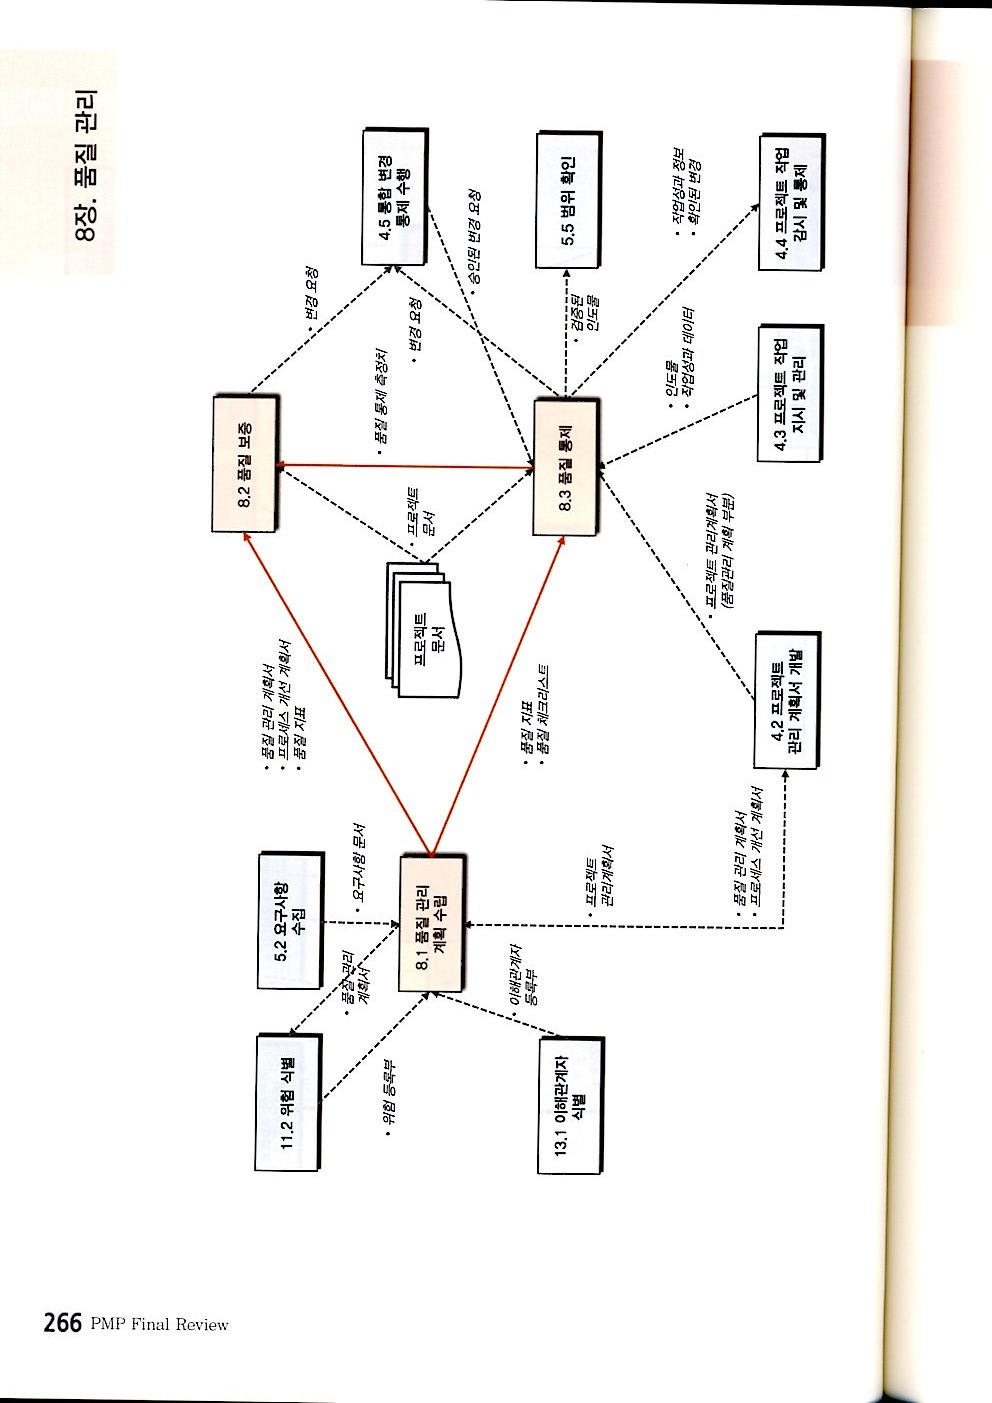 8장. 품질 관리
11.2 위험 식별
5.2 요구사항
수집
• 위험 등록부
• 품질 관리
계획서
• 요구사항 문서
8.1 품질 관리
계획 수립
13.1 이해관계자
식별
• 이해관계자
등록부
• 프로젝트
관리계획서
• 품질 관리 계획서
• 프로세스 개선 계획서
4.2 프로젝트
관리 계획서 개발
• 품질 관리 계획서
• 프로세스 개선 계획서
• 품질 지표
• 품질 지표
• 품질 체크리스트
프로젝트
문서
• 프로젝트
문서
• 프로젝트 관리계획서
(품질관리 계획 부분)
8.2 품질 보증
• 품질 통제 측정치
8.3 품질 통제
• 인도물
• 작업성과 데이터
4.3 프로젝트 작업
지시 및 관리
• 변경 요청
• 변경 요청
• 승인된 변경 요청
• 검증된
인도물
• 작업성과 정보
• 확인된 변경
4.5 통합 변경
통제 수행
5.5 범위 확인
4.4 프로젝트 작업
감시 및 통제
266 PMP Final Review